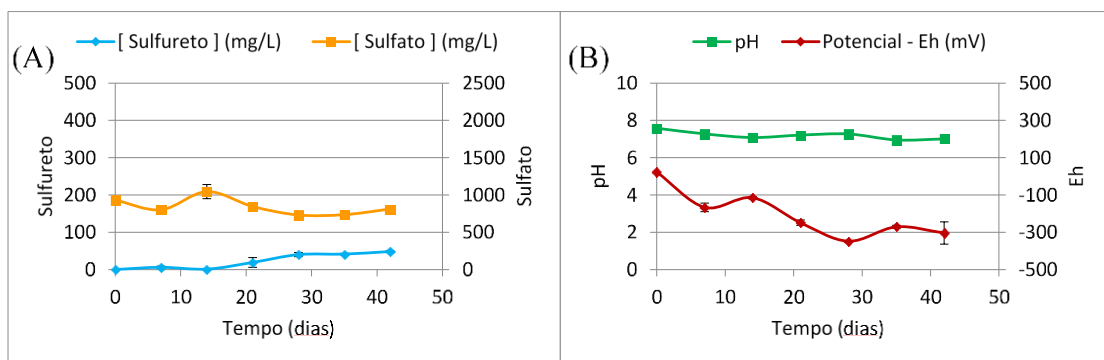 (A)
[ Sulfureto ] (mg/L) [ Sulfato ] (mg/L)
500 2500
400 2000
300 1500
200 1000
100 500
0 0
0 10 20 30 40 50
Sulfureto
Sulfato
Tempo (dias)
(B)
pH Potencial - Eh (mV)
10 500
8 300
6 100
4 -100
2 -300
0 -500
0 10 20 30 40 50
pH
Eh
Tempo (dias)